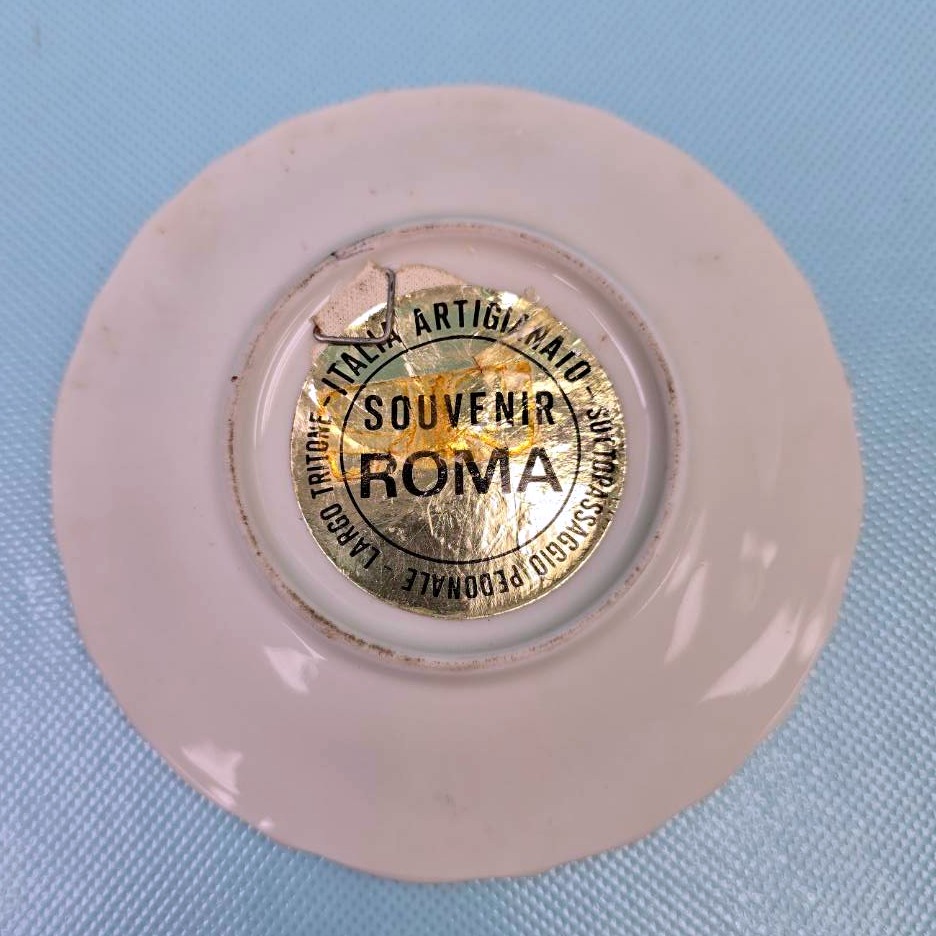 ITALIA ARTIGIANATO - SOTTOPASSAGGIO PEDONALE - LARGO TRITONE -
SOUVENIR
ROMA